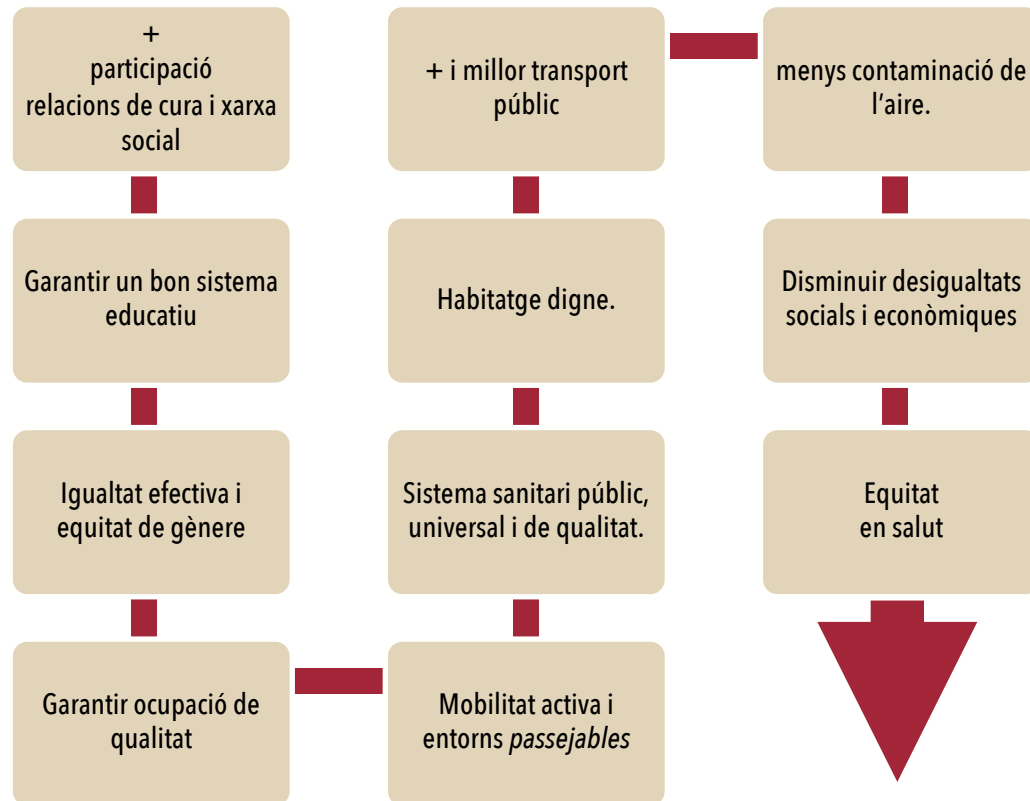 +
participació
relacions de cura i xarxa
social
Garantir un bon sistema
educatiu
Igualtat efectiva i
equitat de gènere
Garantir ocupació de
qualitat
Mobilitat activa i
entorns passejables
Sistema sanitari públic,
universal i de qualitat.
Habitatge digne.
+ i millor transport
públic
menys contaminació de
l'aire.
Disminuir desigualtats
socials i econòmiques
Equitat
en salut